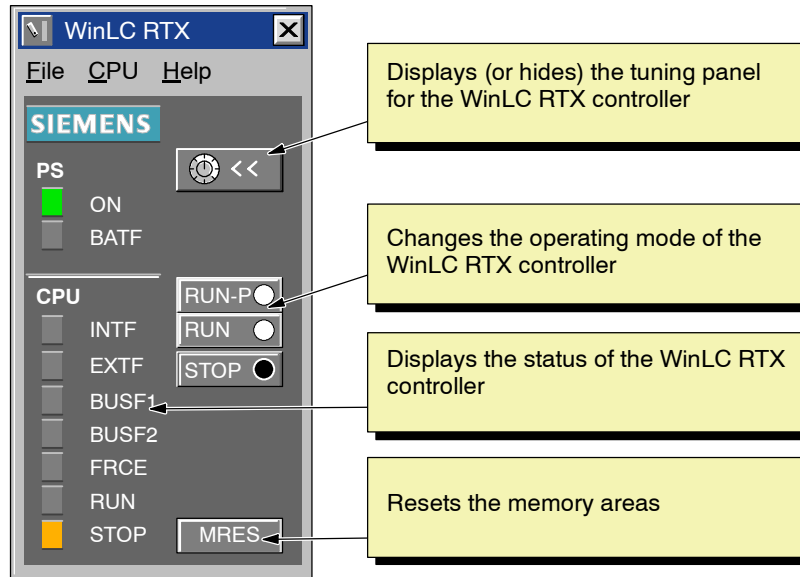 WinLC RTX
File CPU Help
SIEMENS
PS
<<
ON
BATF
CPU
RUN-P
INTF
RUN
EXTF
STOP
BUSF1
BUSF2
FRCE
RUN
STOP
MRES
Displays (or hides) the tuning panel
for the WinLC RTX controller
Changes the operating mode of the
WinLC RTX controller
Displays the status of the WinLC RTX
controller
Resets the memory areas